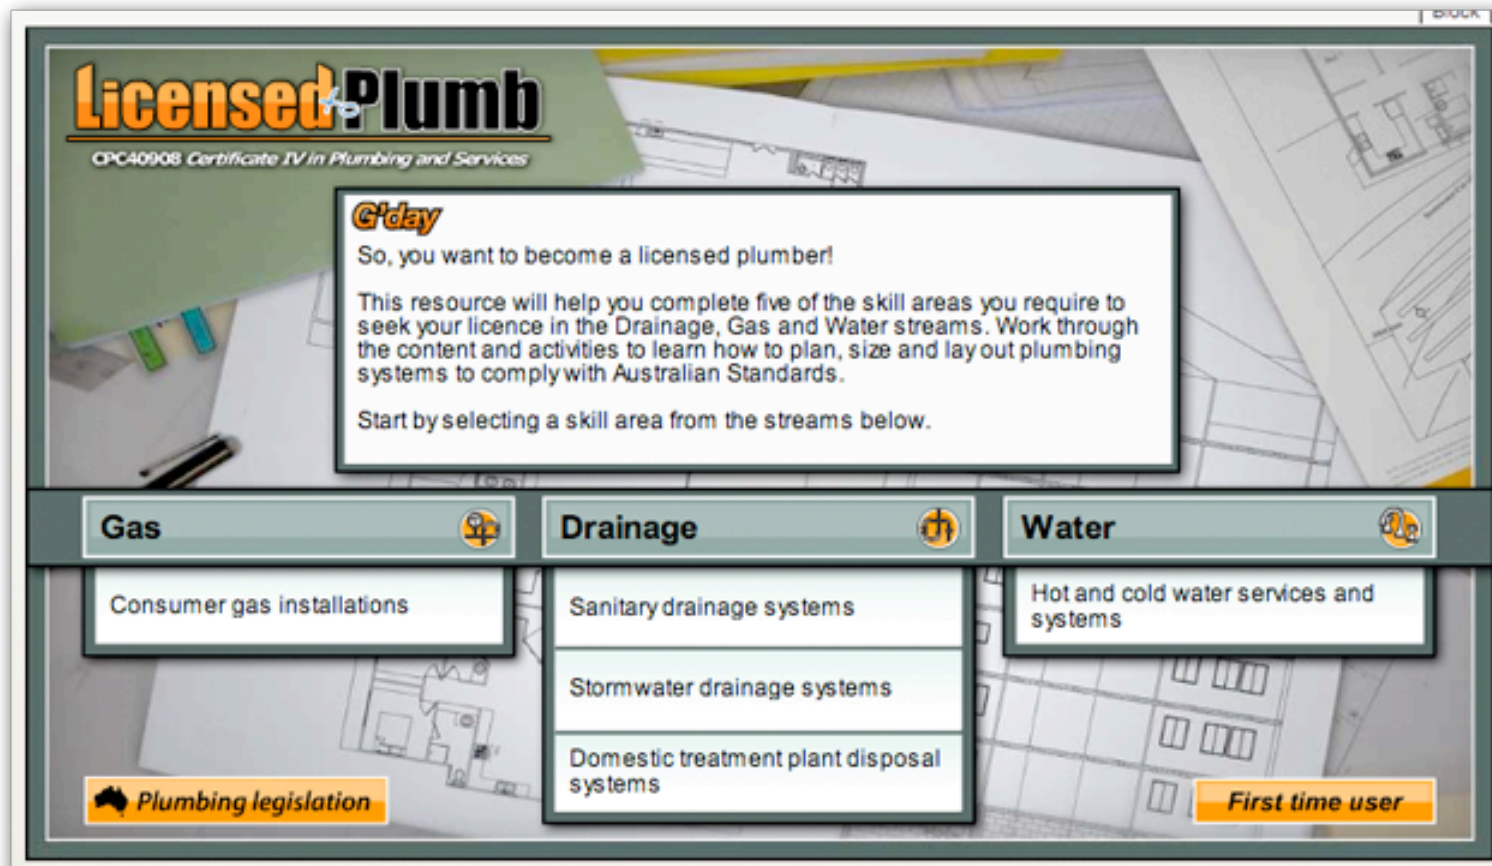 Block
Licensed to Plumb
CPC40908 Certificate IV in Plumbing and Services
G'day
So, you want to become a licensed plumber!
This resource will help you complete five of the skill areas you require to
seek your licence in the Drainage, Gas and Water streams. Work through
the content and activities to learn how to plan, size and lay out plumbing
systems to comply with Australian Standards.
Start by selecting a skill area from the streams below.
Gas
Drainage
Water
Consumer gas installations
Sanitary drainage systems
Stormwater drainage systems
Domestic treatment plant disposal
systems
Hot and cold water services and
systems
Plumbing legislation
First time user